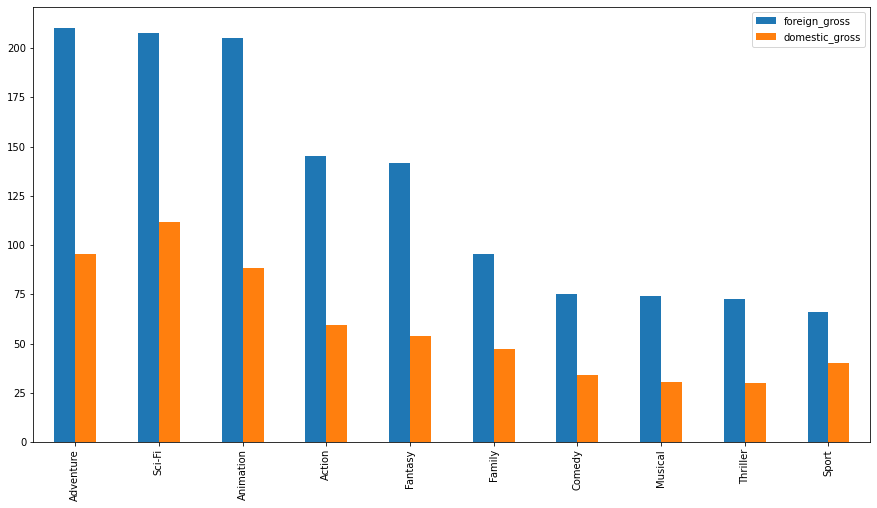 foreign_gross
domestic_gross
200
175
150
125
100
75
50
25
0
Adventure
Sci-Fi
Animation
Action
Fantasy
Family
Comedy
Musical
Thriller
Sport